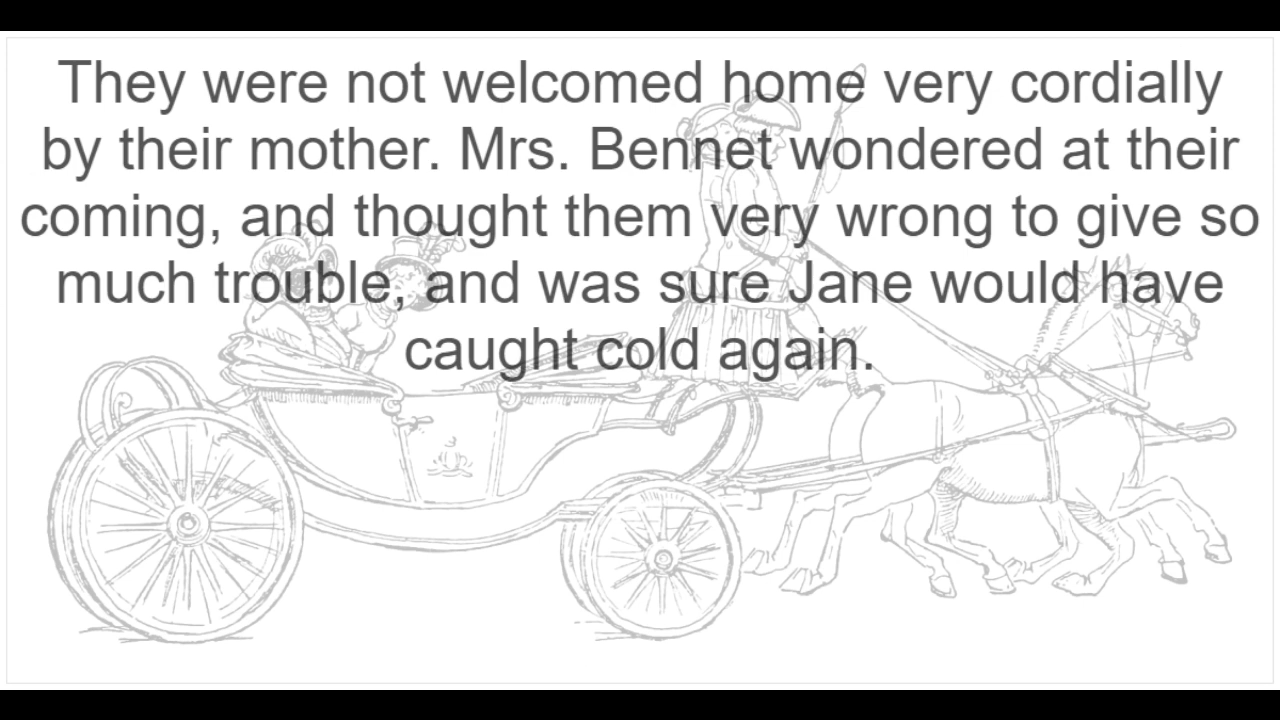 They were not welcomed home very cordially
by their mother. Mrs. Bennet wondered at their
coming, and thought them very wrong to give so
much trouble, and was sure Jane would have
caught cold again.